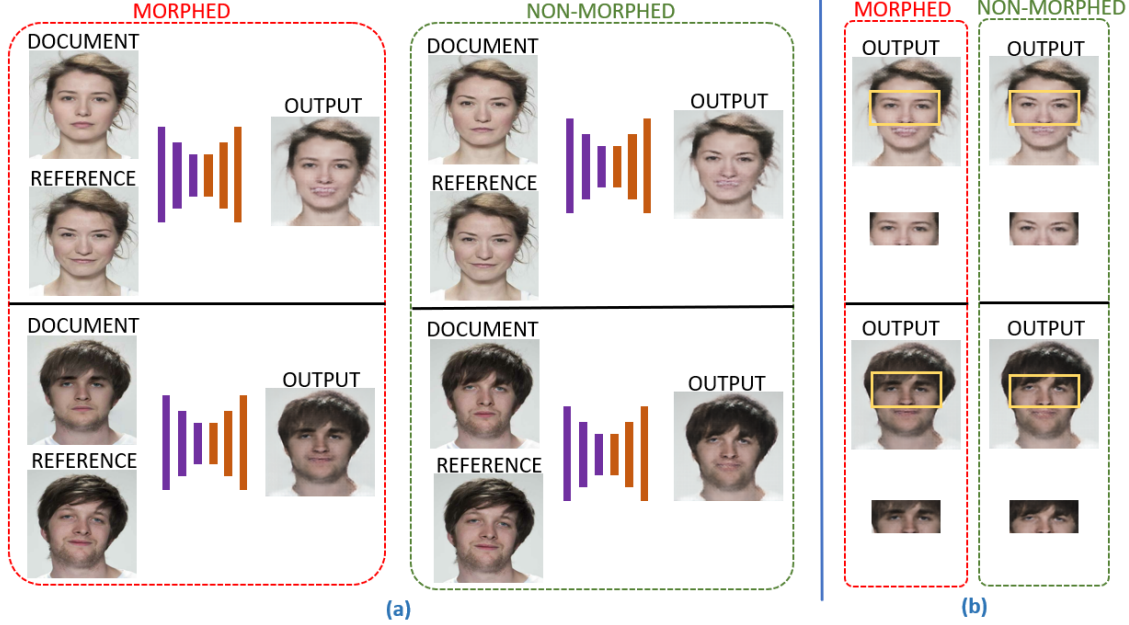 MORPHED
DOCUMENT
REFERENCE
OUTPUT
DOCUMENT
REFERENCE
OUTPUT
NON-MORPHED
DOCUMENT
REFERENCE
OUTPUT
DOCUMENT
REFERENCE
OUTPUT
(a)
MORPHED
NON-MORPHED
OUTPUT
OUTPUT
OUTPUT
OUTPUT
(b)